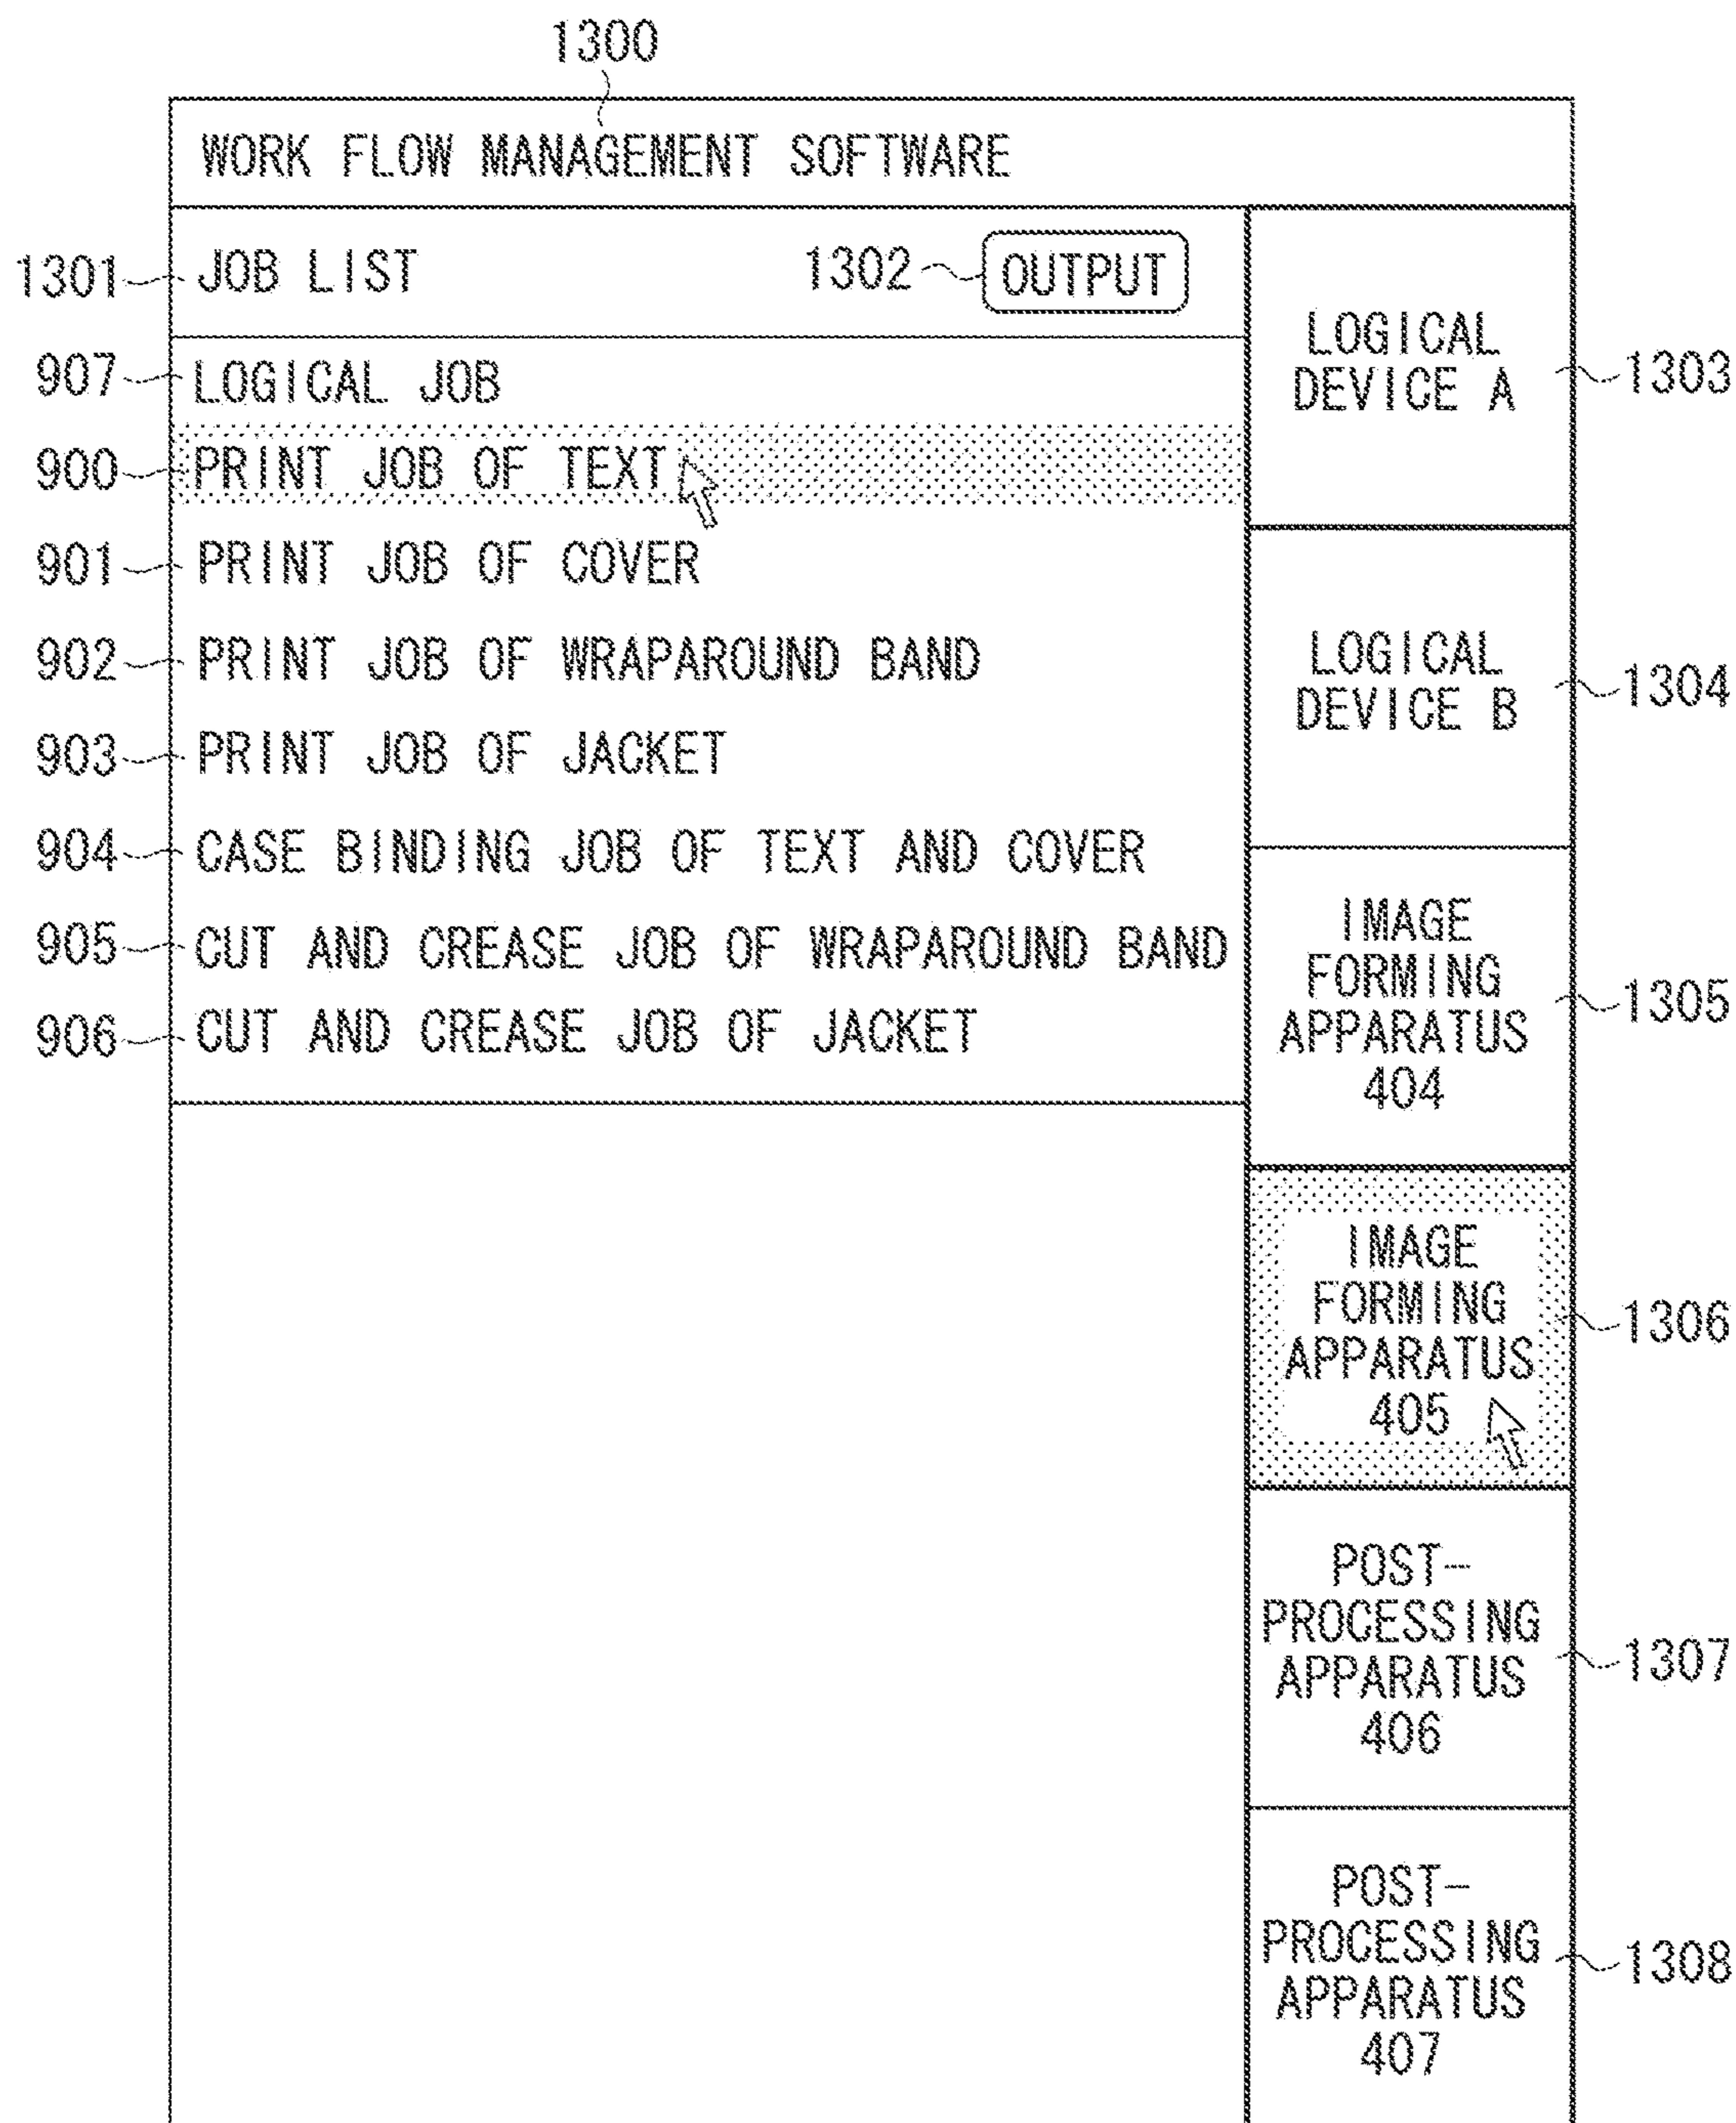 1300
WORK FLOW MANAGEMENT SOFTWARE
1301 JOB LIST 1302 OUTPUT
907 LOGICAL JOB
900 PRINT JOB OF TEXT
901 PRINT JOB OF COVER
902 PRINT JOB OF WRAPAROUND BAND
903 PRINT JOB OF JACKET
904 CASE BINDING JOB OF TEXT AND COVER
905 CUT AND CREASE JOB OF WRAPAROUND BAND
906 CUT AND CREASE JOB OF JACKET
LOGICAL
DEVICE A
1303
LOGICAL
DEVICE B
1304
IMAGE
FORMING
APPARATUS
404
1305
IMAGE
FORMING
APPARATUS
405
1306
POST-
PROCESSING
APPARATUS
406
1307
POST-
PROCESSING
APPARATUS
407
1308